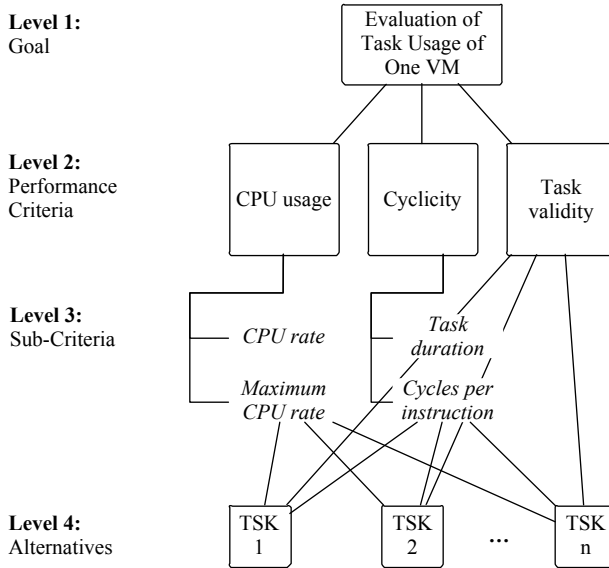 Level 1:
Goal
Evaluation of
Task Usage of
One VM
Level 2:
Performance
Criteria
CPU usage
Cyclicity
Task
validity
Level 3:
Sub-Criteria
CPU rate
Task
duration
Maximum
CPU rate
Cycles per
instruction
Level 4:
Alternatives
TSK
1
TSK
2
...
TSK
n